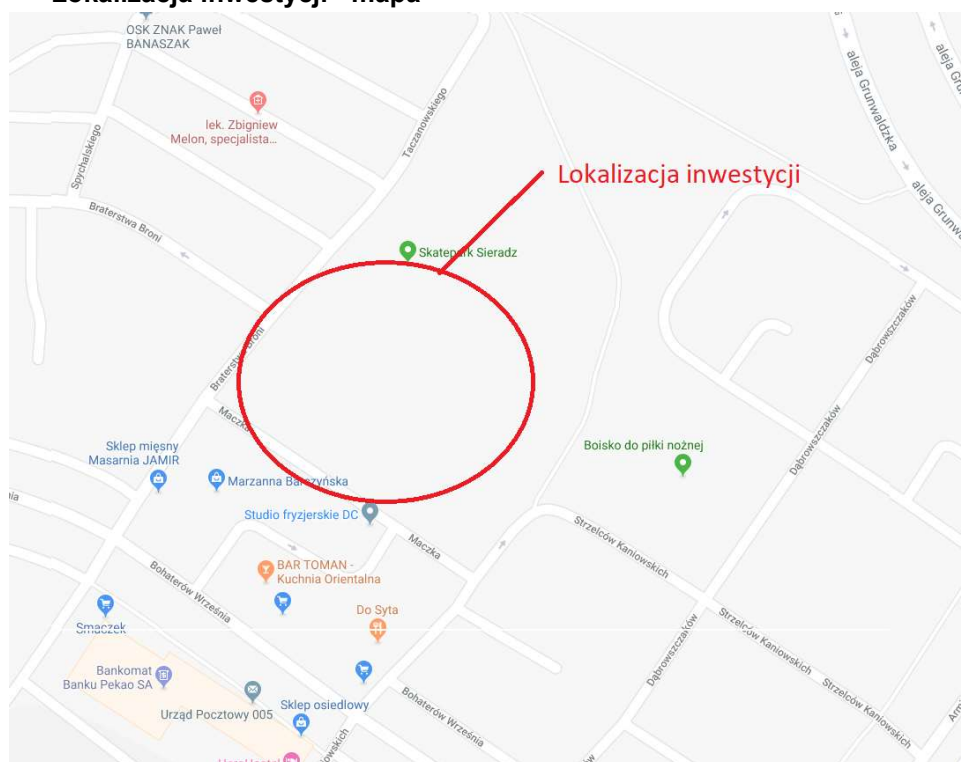 Lokalizacja inwestycji - mapa
OSK ZNAK Paweł
BANASZAK
aleja Grunwaldzka
lek. Zbigniew
Melon, specjalista...
Taczanowskiego
Spychalskiego
aleja Grunw
Lokalizacja inwestycji
Braterstwa Broni
Skatepark Sieradz
Dąbrowszczaków
Braterstwa Broni
Maczka
Sklep mięsny
Masarnia JAMIR
Boisko do piłki nożnej
Dąbrowszczaków
Marzanna Barczyńska
Studio fryzjerskie DC
Maczka
Strzelców Kaniowskich
BAR TOMAN -
Kuchnia Orientalna
Bohaterów Września
Do Syta
Smaczek
Strzelców Kaniowskich
Dąbrowszczaków
Bankomat
Banku Pekao SA
Strzelców Kaniowskich
Urząd Pocztowy 005
Sklep osiedlowy
Bohaterów Września